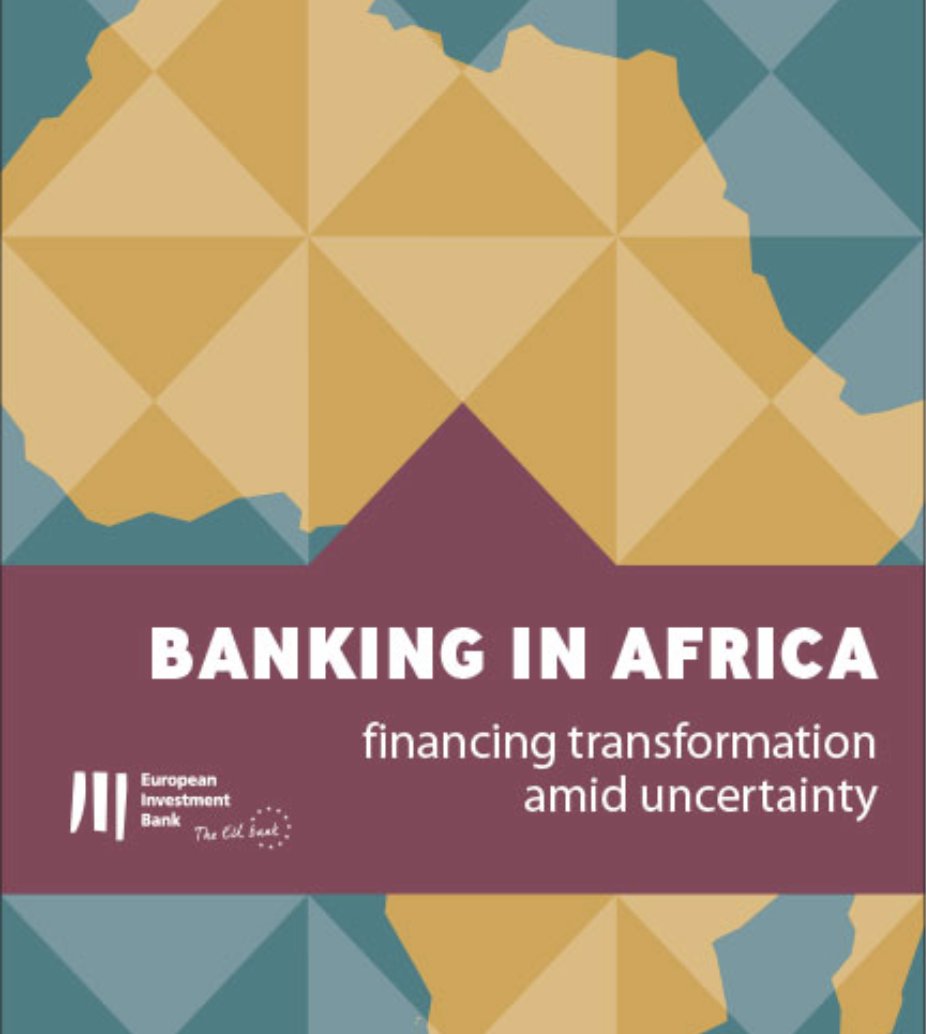 BANKING IN AFRICA
financing transformation
amid uncertainty
European
Investment
Bank
The EU bank